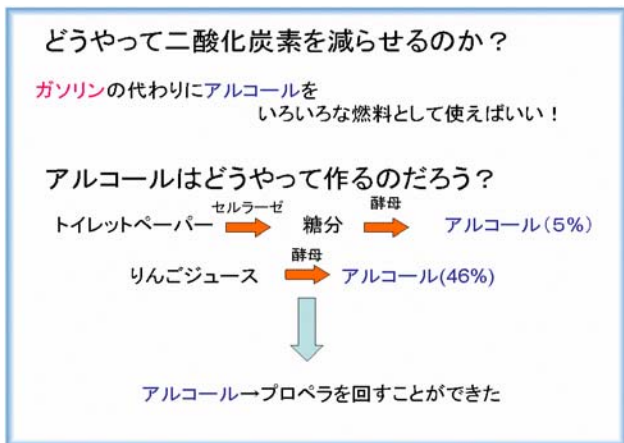 どうやって二酸化炭素を減らせるのか？
ガソリンの代わりにアルコールを
いろいろな燃料として使えばいい！
アルコールはどうやって作るのだろう？
トイレットペーパー セルラーゼ 糖分 酵母 アルコール(5%)
りんごジュース 酵母 アルコール(46%)
アルコール→プロペラを回すことができた